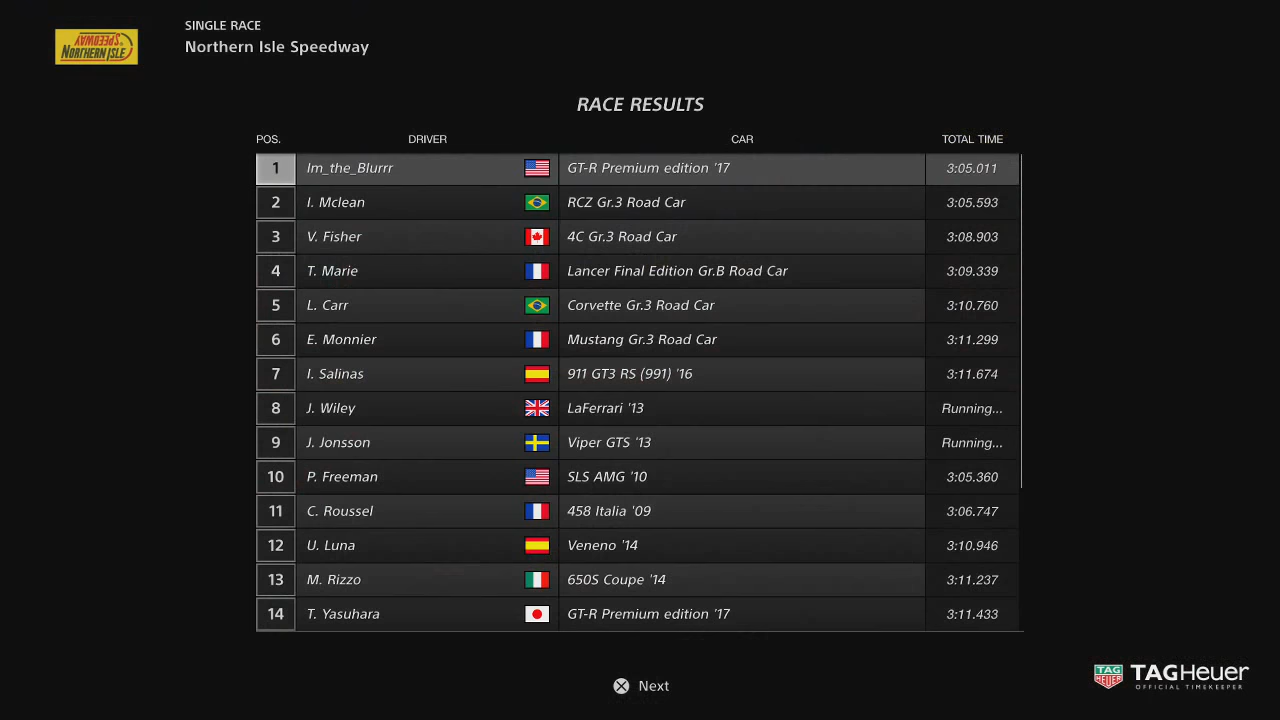 SINGLE RACE
Northern Isle Speedway
SPEEDWAY
NORTHERN ISLE
RACE RESULTS
POS. DRIVER CAR TOTAL TIME
1 Im_the_Blurrr GT-R Premium edition '17 3:05.011
2 I. Mclean RCZ Gr.3 Road Car 3:05.593
3 V. Fisher 4C Gr.3 Road Car 3:08.903
4 T. Marie Lancer Final Edition Gr.B Road Car 3:09.339
5 L. Carr Corvette Gr.3 Road Car 3:10.760
6 E. Monnier Mustang Gr.3 Road Car 3:11.299
7 I. Salinas 911 GT3 RS (991) '16 3:11.674
8 J. Wiley LaFerrari '13 Running...
9 J. Jonsson Viper GTS '13 Running...
10 P. Freeman SLS AMG '10 3:05.360
11 C. Roussel 458 Italia '09 3:06.747
12 U. Luna Veneno '14 3:10.946
13 M. Rizzo 650S Coupe '14 3:11.237
14 T. Yasuhara GT-R Premium edition '17 3:11.433
Next
TAG HEUER TAGHeuer
OFFICIAL TIMEKEEPER